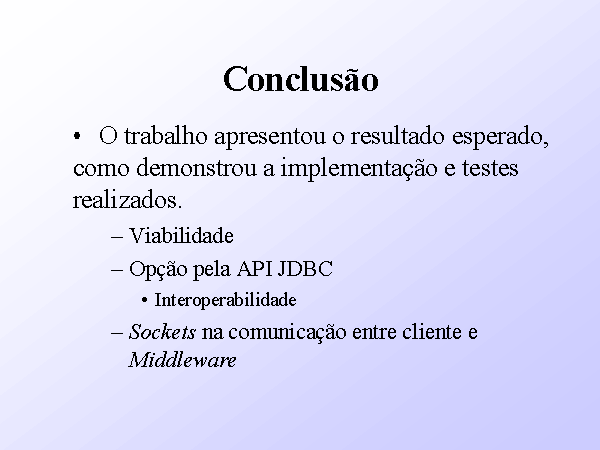 Conclusão
• O trabalho apresentou o resultado esperado,
como demonstrou a implementação e testes
realizados.
– Viabilidade
– Opção pela API JDBC
• Interoperabilidade
– Sockets na comunicação entre cliente e
Middleware